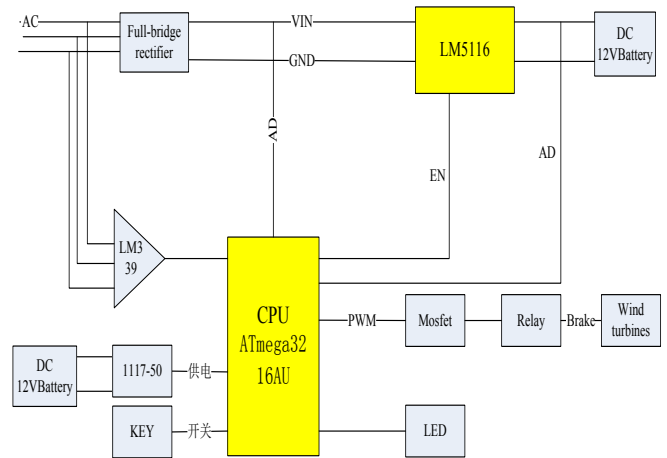 AC
Full-bridge
rectifier
VIN
GND
LM5116
DC
12VBattery
AD
EN
AD
LM3
39
CPU
ATmega32
16AU
PWM
Mosfet
Relay
Brake
Wind
turbines
DC
12VBattery
1117-50
供电
KEY
开关
LED